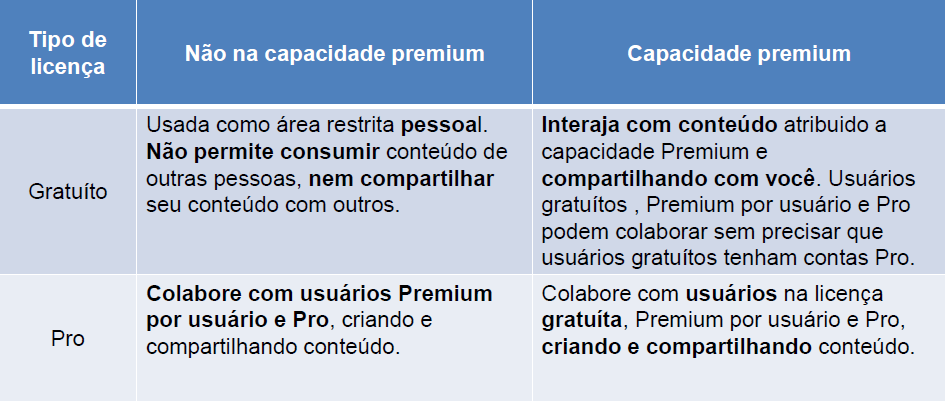 Tipo de
licença
Não na capacidade premium
Capacidade premium
Gratuíto
Usada como área restrita pessoal.
Não permite consumir conteúdo de
outras pessoas, nem compartilhar
seu conteúdo com outros.
Interaja com conteúdo atribuido a
capacidade Premium e
compartilhando com você. Usuários
gratuítos , Premium por usuário e Pro
podem colaborar sem precisar que
usuários gratuítos tenham contas Pro.
Pro
Colabore com usuários Premium
por usuário e Pro, criando e
compartilhando conteúdo.
Colabore com usuários na licença
gratuíta, Premium por usuário e Pro,
criando e compartilhando conteúdo.